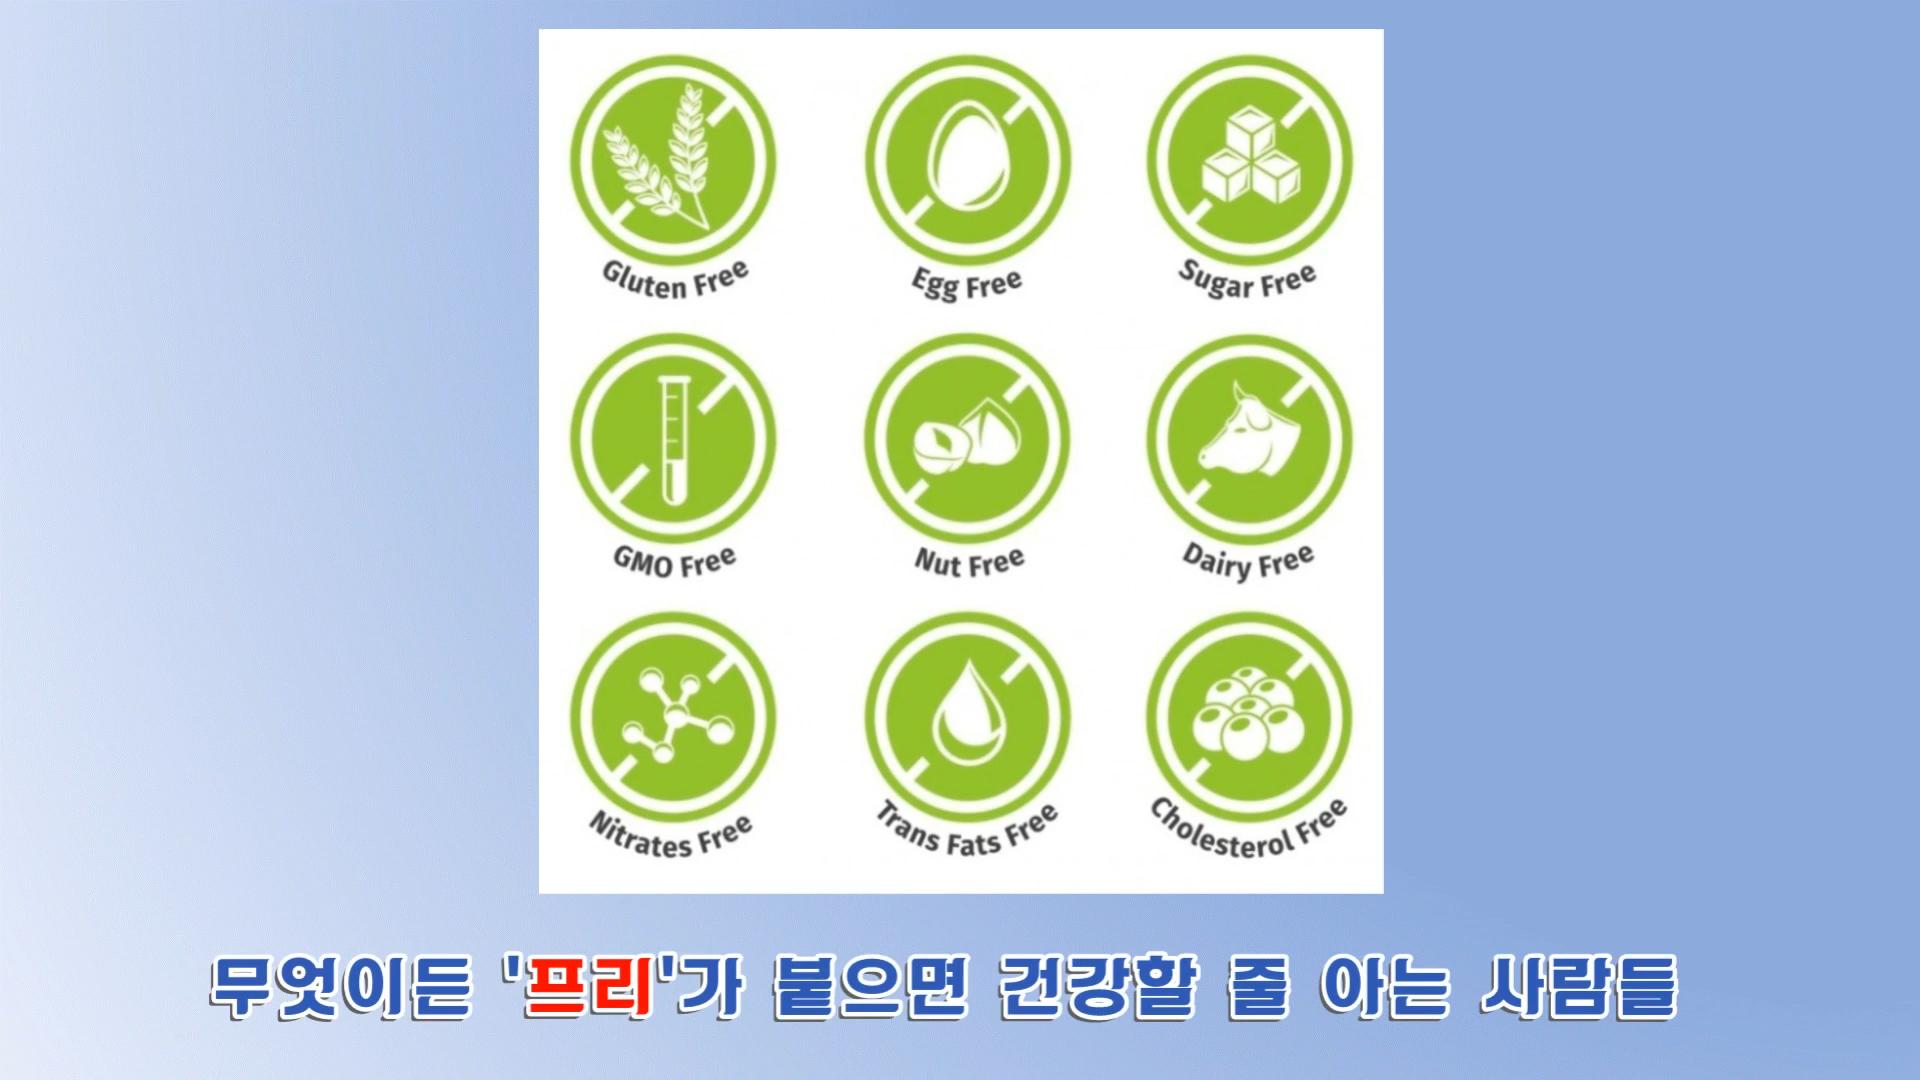 Gluten Free
Egg Free
Sugar Free
GMO Free
Nut Free
Dairy Free
Nitrates Free
Trans Fats Free
Cholesterol Free
무엇이든 '프리'가 붙으면 건강할 줄 아는 사람들